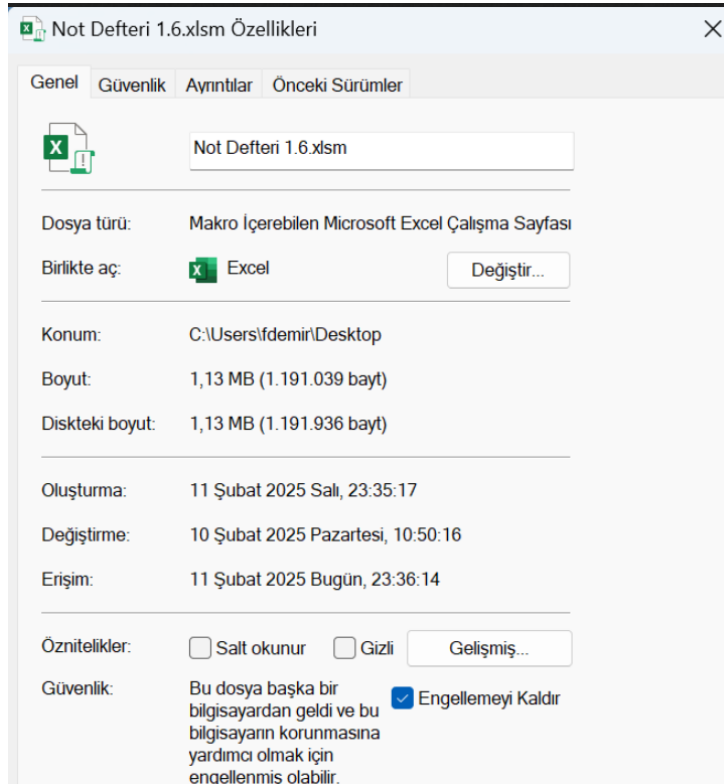 Not Defteri 1.6.xlsm Özellikleri
Genel Güvenlik Ayrıntılar Önceki Sürümler
Not Defteri 1.6.xlsm
Dosya türü: Makro İçerebilen Microsoft Excel Çalışma Sayfası
Birlikte aç: Excel Değiştir...
Konum: C:\Users\fdemir\Desktop
Boyut: 1,13 MB (1.191.039 bayt)
Diskteki boyut: 1,13 MB (1.191.936 bayt)
Oluşturma: 11 Şubat 2025 Salı, 23:35:17
Değiştirme: 10 Şubat 2025 Pazartesi, 10:50:16
Erişim: 11 Şubat 2025 Bugün, 23:36:14
Öznitelikler: Salt okunur Gizli Gelişmiş...
Güvenlik: Bu dosya başka bir
bilgisayardan geldi ve bu
bilgisayarın korunmasına
yardımcı olmak için
engellenmiş olabilir.
Engellemeyi Kaldır